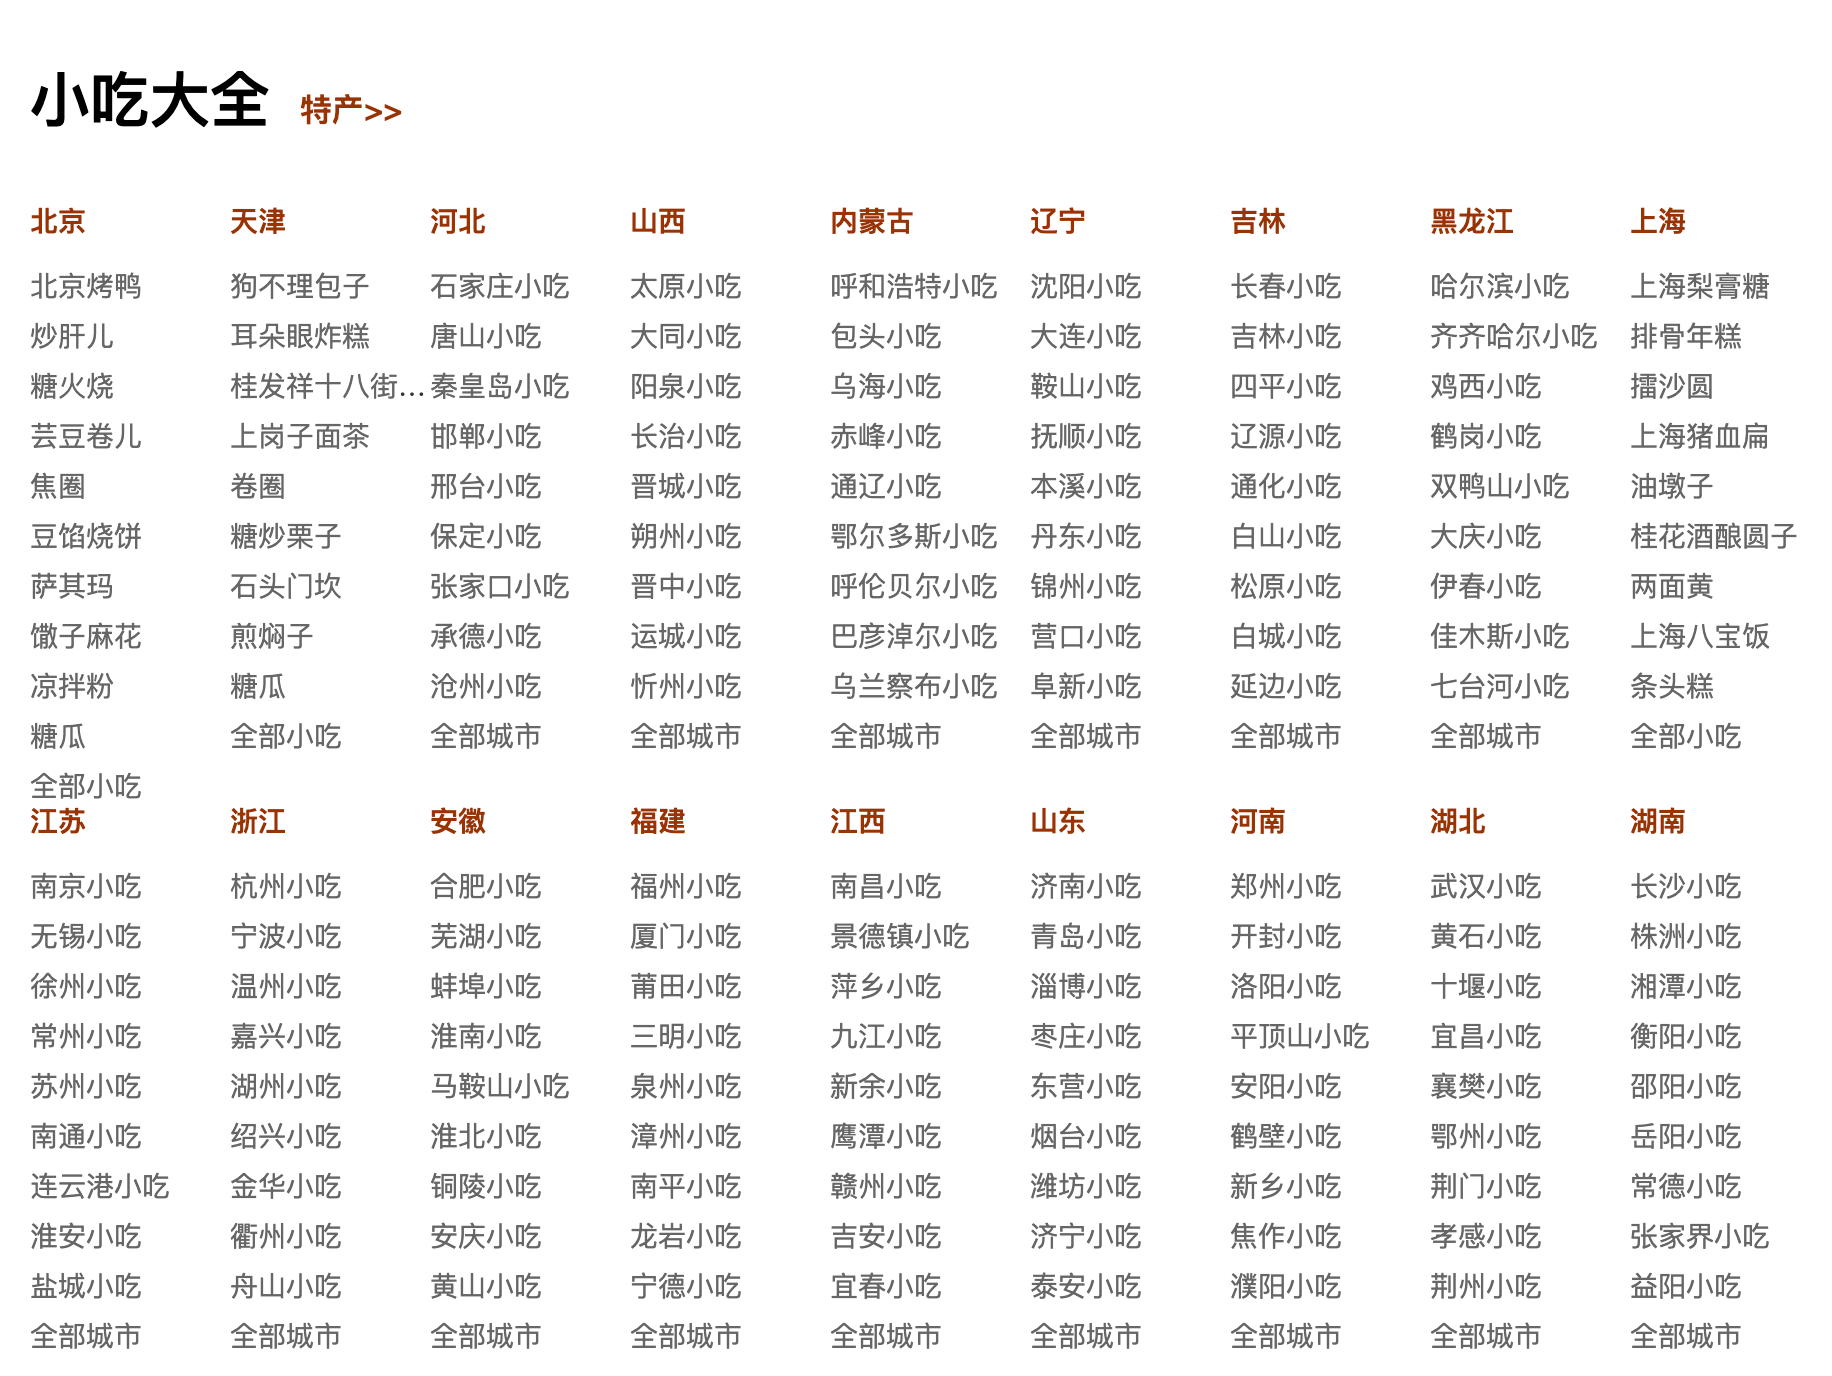 小吃大全 特产>>
北京 天津 河北 山西 内蒙古 辽宁 吉林 黑龙江 上海
北京烤鸭 狗不理包子 石家庄小吃 太原小吃 呼和浩特小吃 沈阳小吃 长春小吃 哈尔滨小吃 上海梨膏糖
炒肝儿 耳朵眼炸糕 唐山小吃 大同小吃 包头小吃 大连小吃 吉林小吃 齐齐哈尔小吃 排骨年糕
糖火烧 桂发祥十八街... 秦皇岛小吃 阳泉小吃 乌海小吃 鞍山小吃 四平小吃 鸡西小吃 擂沙圆
芸豆卷儿 上岗子面茶 邯郸小吃 长治小吃 赤峰小吃 抚顺小吃 辽源小吃 鹤岗小吃 上海猪血扁
焦圈 卷圈 邢台小吃 晋城小吃 通辽小吃 本溪小吃 通化小吃 双鸭山小吃 油墩子
豆馅烧饼 糖炒栗子 保定小吃 朔州小吃 鄂尔多斯小吃 丹东小吃 白山小吃 大庆小吃 桂花酒酿圆子
萨其玛 石头门坎 张家口小吃 晋中小吃 呼伦贝尔小吃 锦州小吃 松原小吃 伊春小吃 两面黄
馓子麻花 煎焖子 承德小吃 运城小吃 巴彦淖尔小吃 营口小吃 白城小吃 佳木斯小吃 上海八宝饭
凉拌粉 糖瓜 沧州小吃 忻州小吃 乌兰察布小吃 阜新小吃 延边小吃 七台河小吃 条头糕
糖瓜 全部小吃 全部城市 全部城市 全部城市 全部城市 全部城市 全部城市 全部小吃
全部小吃
江苏 浙江 安徽 福建 江西 山东 河南 湖北 湖南
南京小吃 杭州小吃 合肥小吃 福州小吃 南昌小吃 济南小吃 郑州小吃 武汉小吃 长沙小吃
无锡小吃 宁波小吃 芜湖小吃 厦门小吃 景德镇小吃 青岛小吃 开封小吃 黄石小吃 株洲小吃
徐州小吃 温州小吃 蚌埠小吃 莆田小吃 萍乡小吃 淄博小吃 洛阳小吃 十堰小吃 湘潭小吃
常州小吃 嘉兴小吃 淮南小吃 三明小吃 九江小吃 枣庄小吃 平顶山小吃 宜昌小吃 衡阳小吃
苏州小吃 湖州小吃 马鞍山小吃 泉州小吃 新余小吃 东营小吃 安阳小吃 襄樊小吃 邵阳小吃
南通小吃 绍兴小吃 淮北小吃 漳州小吃 鹰潭小吃 烟台小吃 鹤壁小吃 鄂州小吃 岳阳小吃
连云港小吃 金华小吃 铜陵小吃 南平小吃 赣州小吃 潍坊小吃 新乡小吃 荆门小吃 常德小吃
淮安小吃 衢州小吃 安庆小吃 龙岩小吃 吉安小吃 济宁小吃 焦作小吃 孝感小吃 张家界小吃
盐城小吃 舟山小吃 黄山小吃 宁德小吃 宜春小吃 泰安小吃 濮阳小吃 荆州小吃 益阳小吃
全部城市 全部城市 全部城市 全部城市 全部城市 全部城市 全部城市 全部城市 全部城市